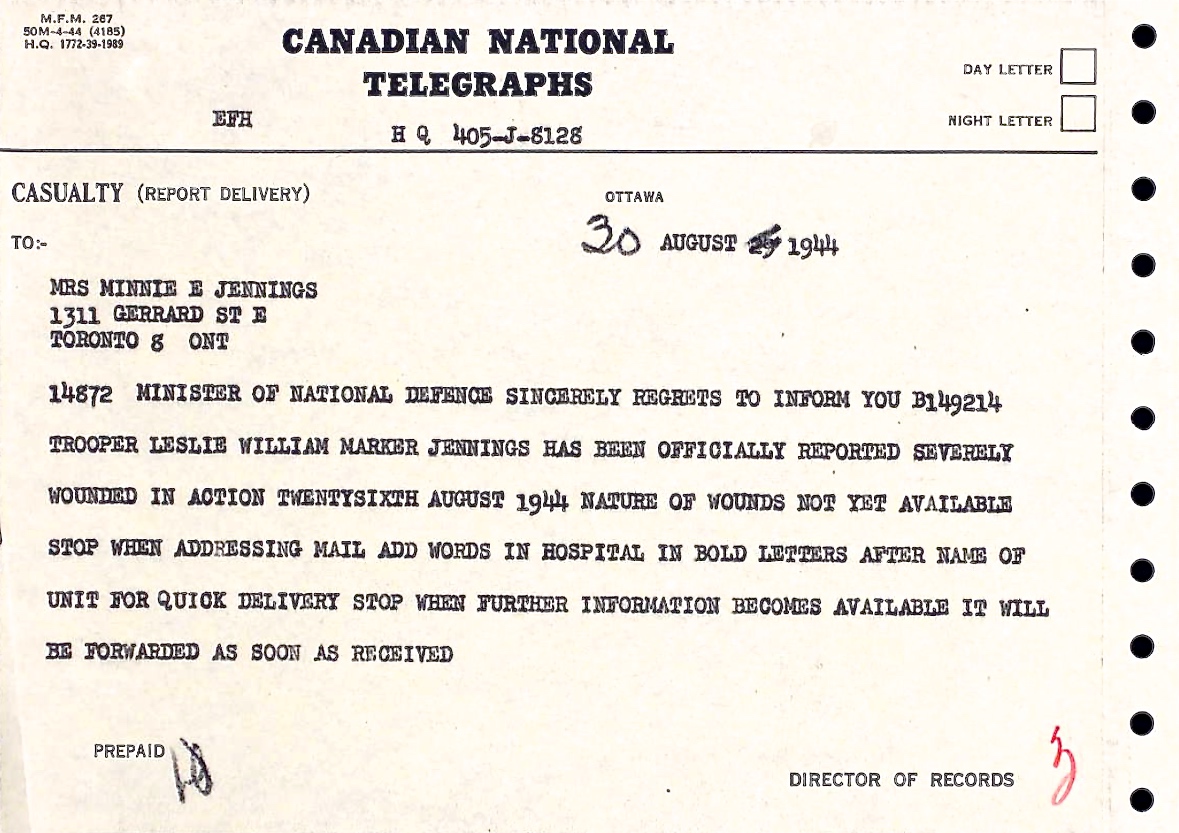 M.F.M. 267
50M-4-44 (4185)
H.Q. 1772-39-1989
CANADIAN NATIONAL
TELEGRAPHS
DAY LETTER
NIGHT LETTER
EFH
H Q 405-J-8128
CASUALTY (REPORT DELIVERY)
OTTAWA
TO:-
30 AUGUST 29 1944
MRS MINNIE E JENNINGS
1311 GERRARD ST E
TORONTO 8 ONT
14872 MINISTER OF NATIONAL DEFENCE SINCERELY REGRETS TO INFORM YOU B149214
TROOPER LESLIE WILLIAM MARKER JENNINGS HAS BEEN OFFICIALLY REPORTED SEVERELY
WOUNDED IN ACTION TWENTYSIXTH AUGUST 1944 NATURE OF WOUNDS NOT YET AVAILABLE
STOP WHEN ADDRESSING MAIL ADD WORDS IN HOSPITAL IN BOLD LETTERS AFTER NAME OF
UNIT FOR QUICK DELIVERY STOP WHEN FURTHER INFORMATION BECOMES AVAILABLE IT WILL
BE FORWARDED AS SOON AS RECEIVED
PREPAID
DIRECTOR OF RECORDS